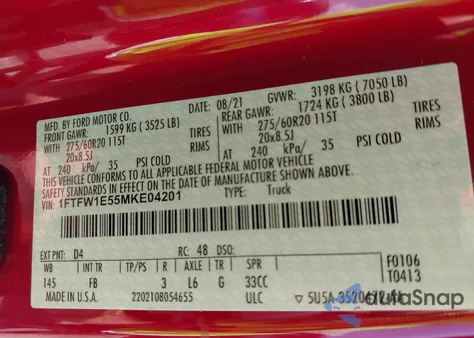 MFD. BY FORD MOTOR CO.
DATE: 08/21 GVWR: 3198 KG ( 7050 LB)
FRONT GAWR: 1599 KG ( 3525 LB) REAR GAWR: 1724 KG ( 3800 LB)
WITH 275/60R20 115T TIRES WITH 275/60R20 115T TIRES
20x8.5J RIMS 20x8.5J RIMS
AT 240 kPa/ 35 PSI COLD AT 240 kPa/ 35 PSI COLD
THIS VEHICLE CONFORMS TO ALL APPLICABLE FEDERAL MOTOR VEHICLE
SAFETY STANDARDS IN EFFECT ON THE DATE OF MANUFACTURE SHOWN ABOVE.
VIN: 1FTFW1E55MKE04201 TYPE: Truck
EXT PNT: D4 RC: 48 DSO: F0106
WB BRK INT TR TP/PS R AXLE TR SPR T0413
145 FB 3 L6 G 33CC
MADE IN U.S.A. 2202108054655 ULC
autoSnap